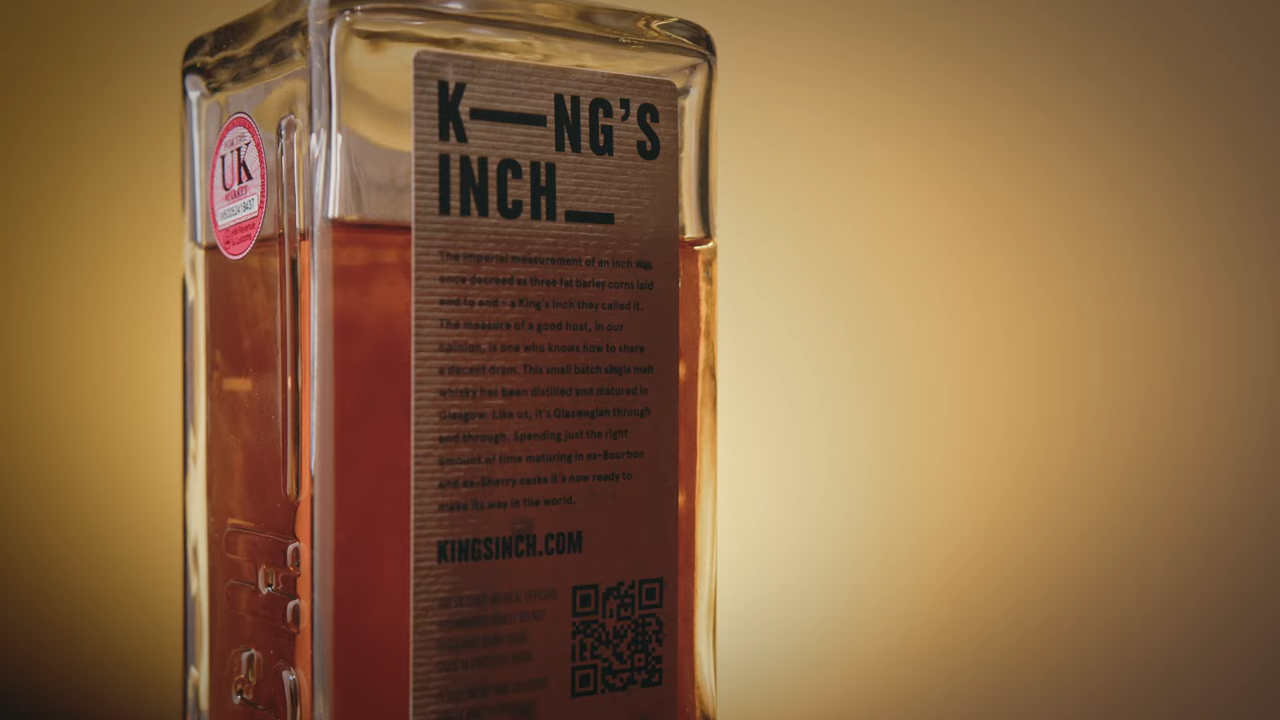 K—NG'S
INCH_
The imperial measurement of an inch was
once decreed as three fat barley corns laid
end to end – a King's Inch they called it.
The measure of a good host, in our
opinion, is one who knows how to share
a decent dram. This small batch single malt
whisky has been distilled and matured in
Glasgow. Like us, it's Glaswegian through
and through. Spending just the right
amount of time maturing in ex-Bourbon
and ex-Sherry casks it's now ready to
make its way in the world.
KINGSINCH.COM
UK
MARKET
HM Revenue
& Customs